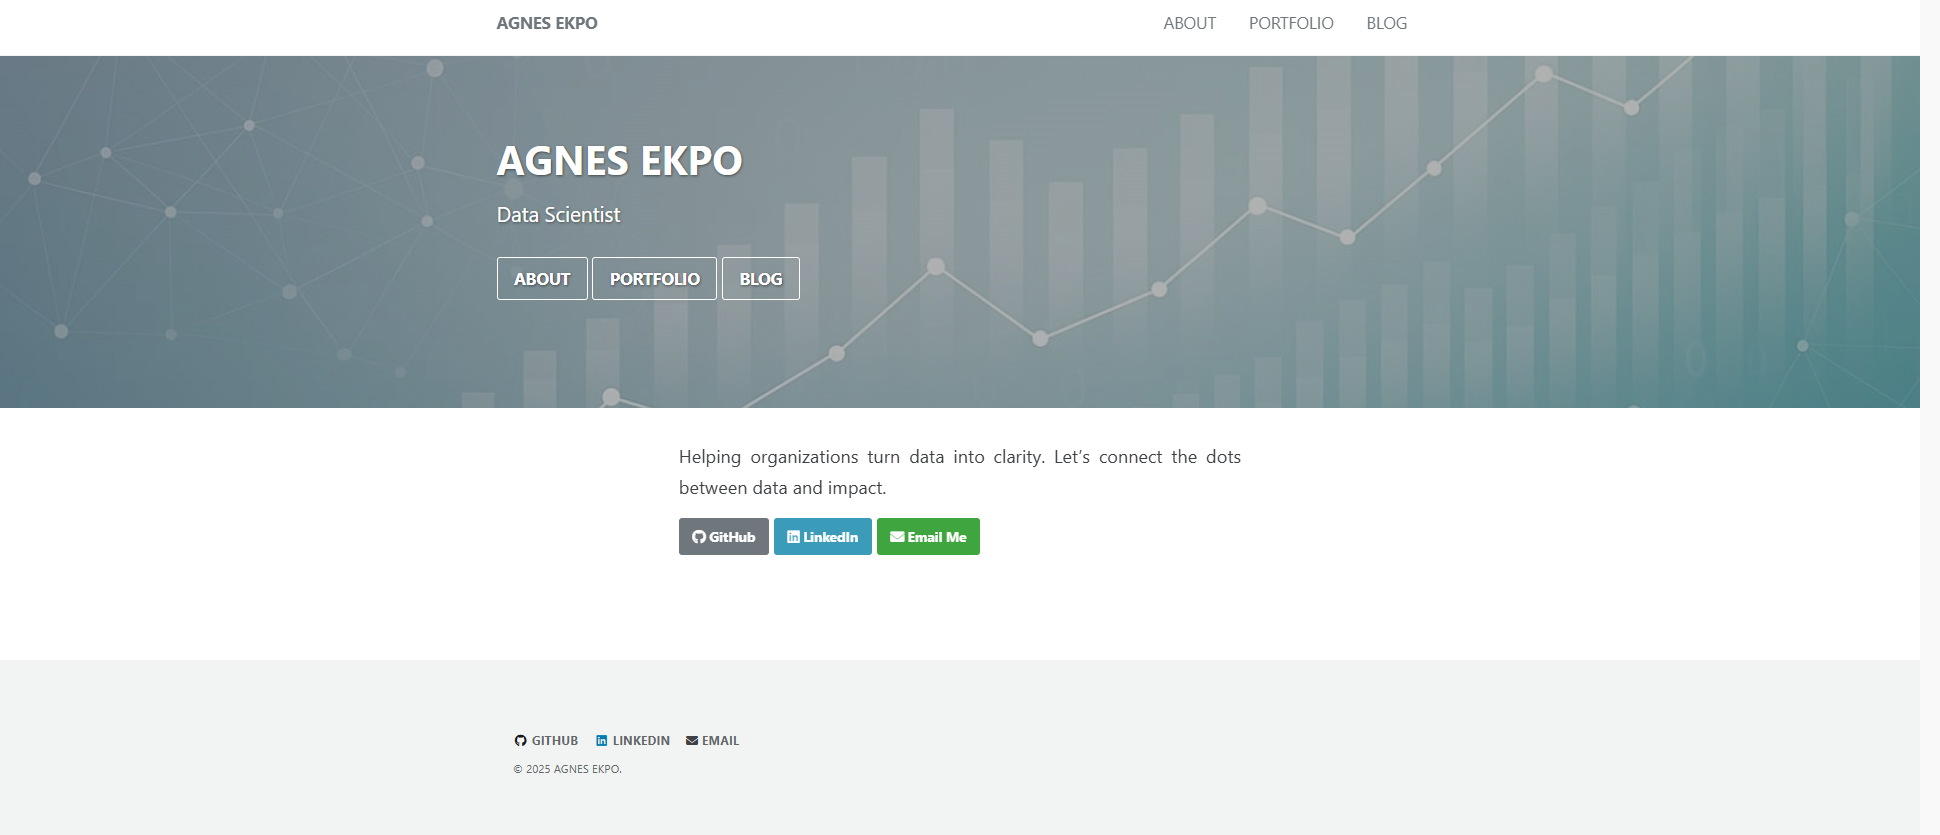 AGNES EKPO
ABOUT PORTFOLIO BLOG
AGNES EKPO
Data Scientist
ABOUT PORTFOLIO BLOG
Helping organizations turn data into clarity. Let’s connect the dots
between data and impact.
GitHub LinkedIn Email Me
GITHUB LINKEDIN EMAIL
© 2025 AGNES EKPO.